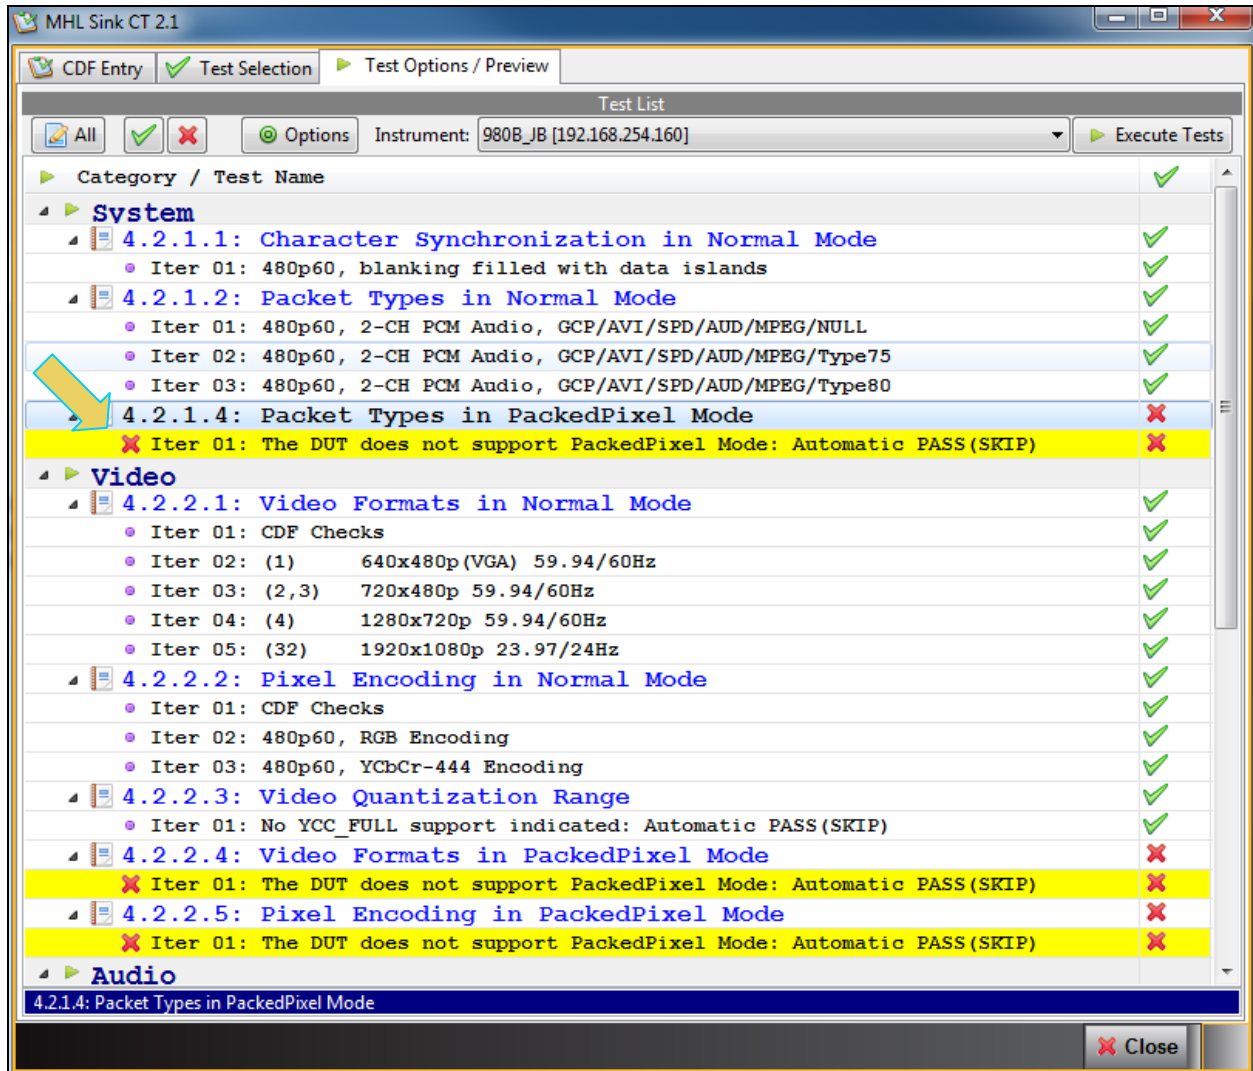 MHL Sink CT 2.1
CDF Entry Test Selection Test Options / Preview
Test List
All Options Instrument: 980B_JB [192.168.254.160] Execute Tests
Category / Test Name
System
4.2.1.1: Character Synchronization in Normal Mode
Iter 01: 480p60, blanking filled with data islands
4.2.1.2: Packet Types in Normal Mode
Iter 01: 480p60, 2-CH PCM Audio, GCP/AVI/SPD/AUD/MPEG/NULL
Iter 02: 480p60, 2-CH PCM Audio, GCP/AVI/SPD/AUD/MPEG/Type75
Iter 03: 480p60, 2-CH PCM Audio, GCP/AVI/SPD/AUD/MPEG/Type80
4.2.1.4: Packet Types in PackedPixel Mode
Iter 01: The DUT does not support PackedPixel Mode: Automatic PASS(SKIP)
Video
4.2.2.1: Video Formats in Normal Mode
Iter 01: CDF Checks
Iter 02: (1) 640x480p(VGA) 59.94/60Hz
Iter 03: (2,3) 720x480p 59.94/60Hz
Iter 04: (4) 1280x720p 59.94/60Hz
Iter 05: (32) 1920x1080p 23.97/24Hz
4.2.2.2: Pixel Encoding in Normal Mode
Iter 01: CDF Checks
Iter 02: 480p60, RGB Encoding
Iter 03: 480p60, YCbCr-444 Encoding
4.2.2.3: Video Quantization Range
Iter 01: No YCC_FULL support indicated: Automatic PASS(SKIP)
4.2.2.4: Video Formats in PackedPixel Mode
Iter 01: The DUT does not support PackedPixel Mode: Automatic PASS(SKIP)
4.2.2.5: Pixel Encoding in PackedPixel Mode
Iter 01: The DUT does not support PackedPixel Mode: Automatic PASS(SKIP)
Audio
4.2.1.4: Packet Types in PackedPixel Mode
Close